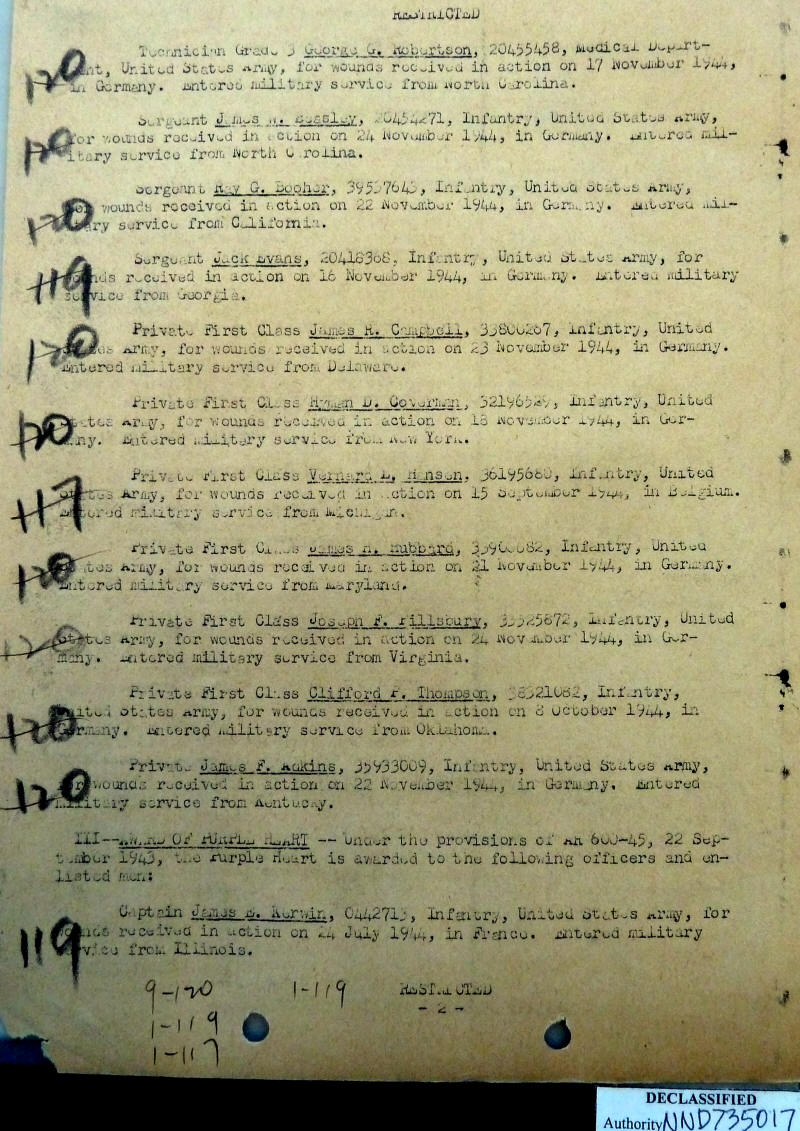 RESTRICTED
Technician Grade 5 George G. Robertson, 20455458, Medical Depart-
120 ent, United States Army, for wounds received in action on 17 November 1944,
in Germany. Entered military service from North Carolina.
Sergeant James W. Beasley, 20454271, Infantry, United States Army,
120 for wounds received in action on 24 November 1944, in Germany. Entered mil-
itary service from North Carolina.
Sergeant Ray G. Booher, Infantry, United States Army,
120 wounds received in action on 22 November 1944, in Germany. Entered mil-
ary service from California.
Sergeant Jack Evans, 20418368, Infantry, United States Army, for
119 nds received in action on 16 November 1944, in Germany. Entered military
service from Georgia.
Private First Class James R. Campbell, 33800267, Infantry, United
120 States Army, for wounds received in action on 23 November 1944, in Germany.
Entered military service from Delaware.
Private First Class Hyman D. Coverman, Infantry, United
120 States Army, for wounds received in action on 18 November 1944, in Ger-
many. Entered military service from New York.
Private First Class Vernard Hansen, 36195680, Infantry, United
117 States Army, for wounds received in action on 15 September 1944, in Belgium.
Entered military service from Michigan.
Private First Class James Hubbard, Infantry, United
120 States Army, for wounds received in action on 21 November 1944, in Germany.
Entered military service from Maryland.
Private First Class Joseph F. Pillsbury, 33525872, Infantry, United
120 States Army, for wounds received in action on 24 November 1944, in Ger-
many. Entered military service from Virginia.
Private First Class Clifford Thompson, 38321082, Infantry,
120 United States Army, for wounds received in action on 8 October 1944, in
Germany. Entered military service from Oklahoma.
Private James F. Adkins, 35933009, Infantry, United States Army,
120 wounds received in action on 22 November 1944, in Germany. Entered
military service from Kentucky.
III--AWARD OF PURPLE HEART -- Under the provisions of AR 600-45, 22 Sep-
tember 1943, the Purple Heart is awarded to the following officers and en-
listed men:
Captain James Kerwin, 0442713, Infantry, United States Army, for
119 wounds received in action on 24 July 1944, in France. Entered military
service from Illinois.
9-120 1-119 RESTRICTED
1-119 - 2 -
1-117
DECLASSIFIED
Authority NND735017